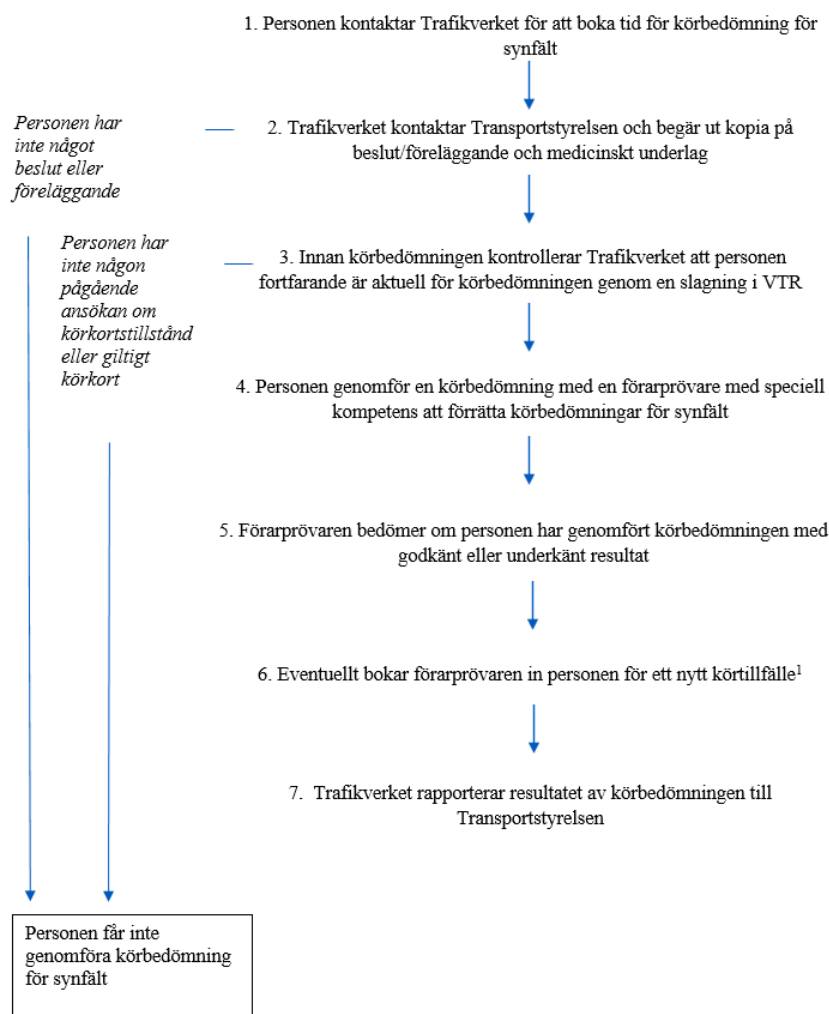 1. Personen kontaktar Trafikverket för att boka tid för körbedömning för
synfält
Personen har
inte något
beslut eller
föreläggande
2. Trafikverket kontaktar Transportstyrelsen och begär ut kopia på
beslut/föreläggande och medicinskt underlag
Personen har
inte någon
pågående
ansökan om
körkortstillstånd
eller giltigt
körkort
3. Innan körbedömningen kontrollerar Trafikverket att personen
fortfarande är aktuell för körbedömningen genom en slagning i VTR
4. Personen genomför en körbedömning med en förarprövare med speciell
kompetens att förrätta körbedömningar för synfält
5. Förarprövaren bedömer om personen har genomfört körbedömningen med
godkänt eller underkänt resultat
6. Eventuellt bokar förarprövaren in personen för ett nytt körtillfälle¹
7. Trafikverket rapporterar resultatet av körbedömningen till
Transportstyrelsen
Personen får inte
genomföra körbedömning
för synfält